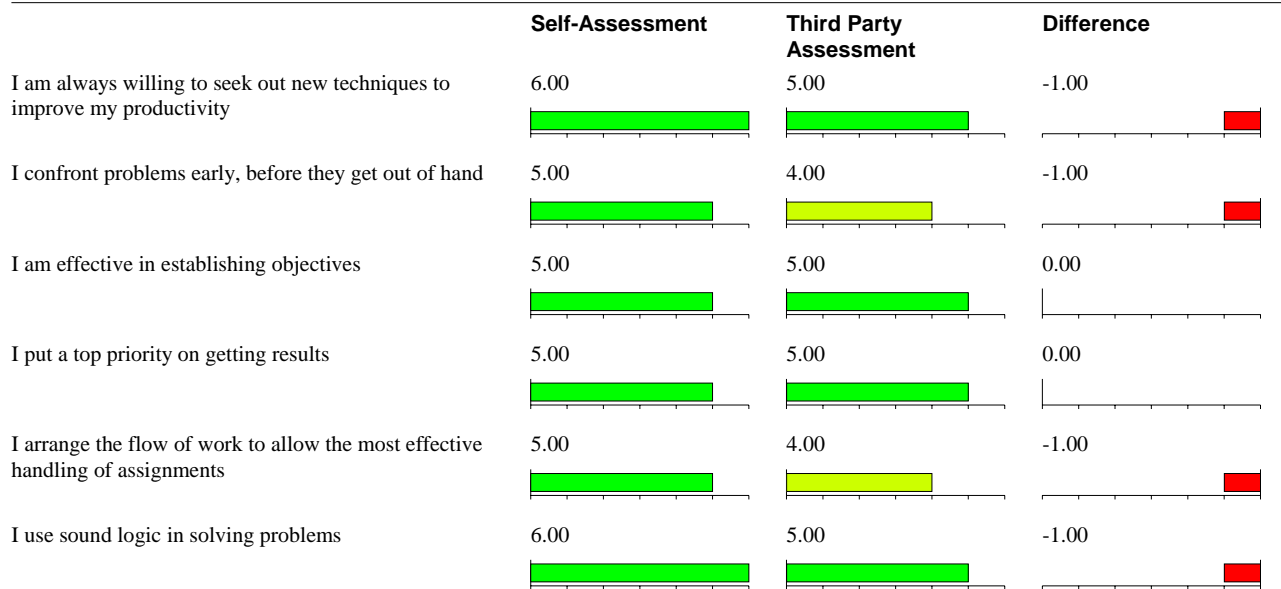 Self-Assessment
Third Party
Assessment
Difference
I am always willing to seek out new techniques to
improve my productivity
6.00
5.00
-1.00
I confront problems early, before they get out of hand
5.00
4.00
-1.00
I am effective in establishing objectives
5.00
5.00
0.00
I put a top priority on getting results
5.00
5.00
0.00
I arrange the flow of work to allow the most effective
handling of assignments
5.00
4.00
-1.00
I use sound logic in solving problems
6.00
5.00
-1.00